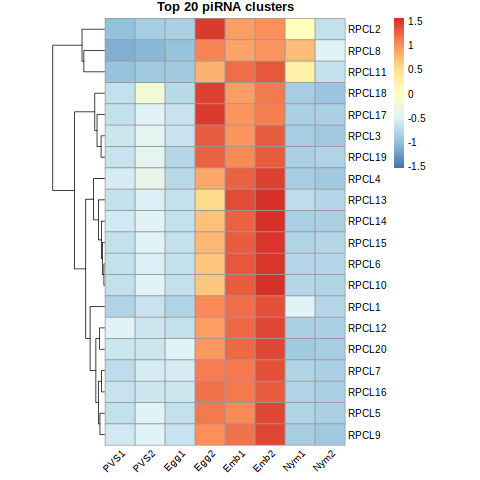 Top 20 piRNA clusters
RPCL2
RPCL8
RPCL11
RPCL18
RPCL17
RPCL3
RPCL19
RPCL4
RPCL13
RPCL14
RPCL15
RPCL6
RPCL10
RPCL1
RPCL12
RPCL20
RPCL7
RPCL16
RPCL5
RPCL9
1.5
1
0.5
0
-0.5
-1
-1.5
PVS1 PVS2 Egg1 Egg2 Emb1 Emb2 Nym1 Nym2